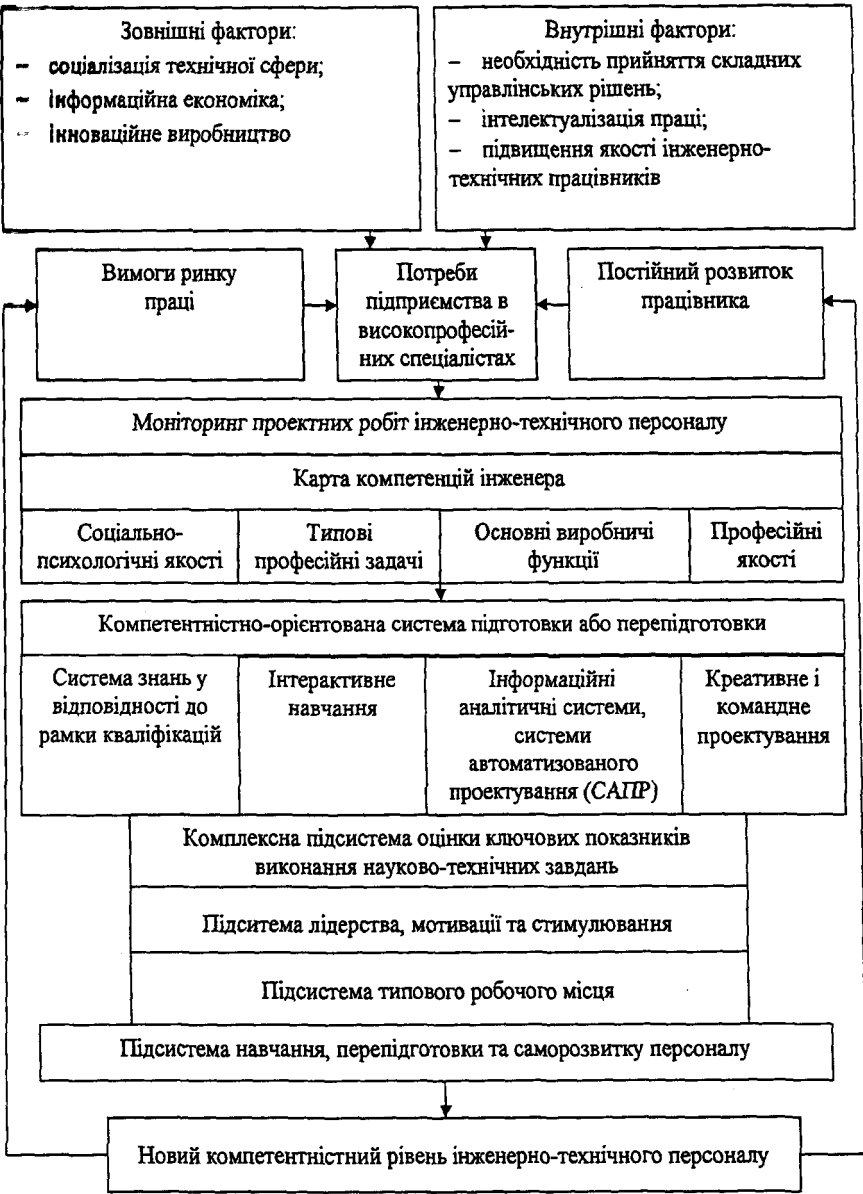 Зовнішні фактори:
– соціалізація технічної сфери;
– інформаційна економіка;
– інноваційне виробництво
Внутрішні фактори:
– необхідність прийняття складних
управлінських рішень;
– інтелектуалізація праці;
– підвищення якості інженерно-
технічних працівників
Вимоги ринку
праці
Потреби
підприємства в
високопрофесій-
них спеціалістах
Постійний розвиток
працівника
Моніторинг проектних робіт інженерно-технічного персоналу
Карта компетенцій інженера
Соціально-
психологічні якості
Типові
професійні задачі
Основні виробничі
функції
Професійні
якості
Компетентністно-орієнтована система підготовки або перепідготовки
Система знань у
відповідності до
рамки кваліфікацій
Інтерактивне
навчання
Інформаційні
аналітичні системи,
системи
автоматизованого
проектування (САПР)
Креативне і
командне
проектування
Комплексна підсистема оцінки ключових показників
виконання науково-технічних завдань
Підситема лідерства, мотивації та стимулювання
Підсистема типового робочого місця
Підсистема навчання, перепідготовки та саморозвитку персоналу
Новий компетентністний рівень інженерно-технічного персоналу